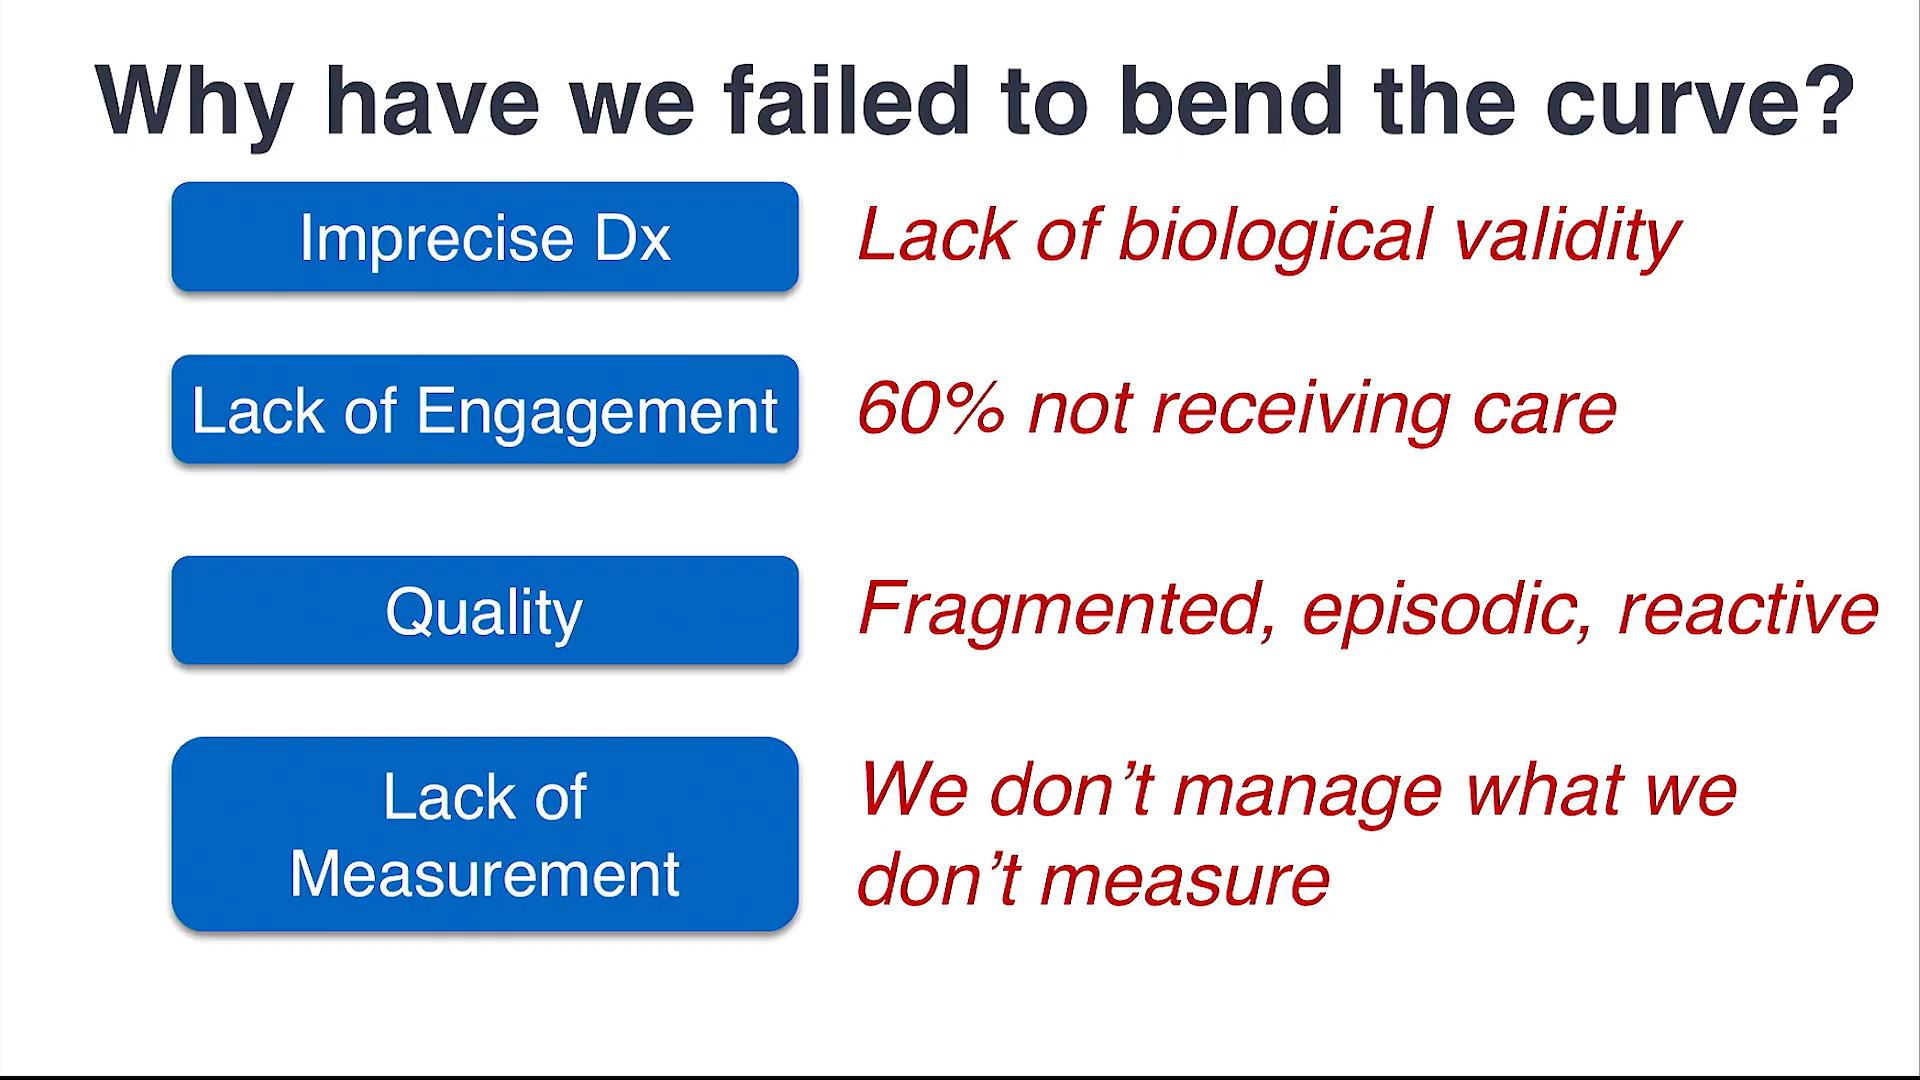 Why have we failed to bend the curve?
Imprecise Dx
Lack of biological validity
Lack of Engagement
60% not receiving care
Quality
Fragmented, episodic, reactive
Lack of
Measurement
We don’t manage what we
don’t measure